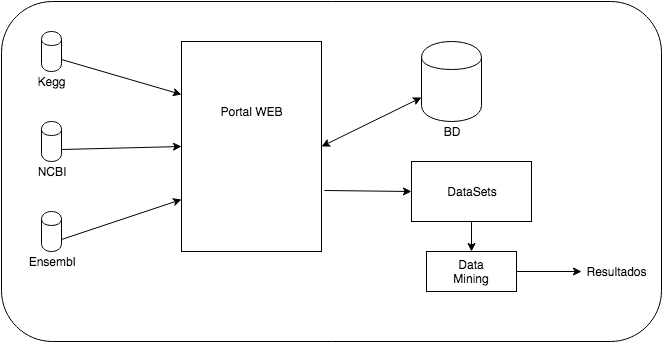 Kegg
Portal WEB
BD
NCBI
DataSets
Ensembl
Data
Mining
Resultados